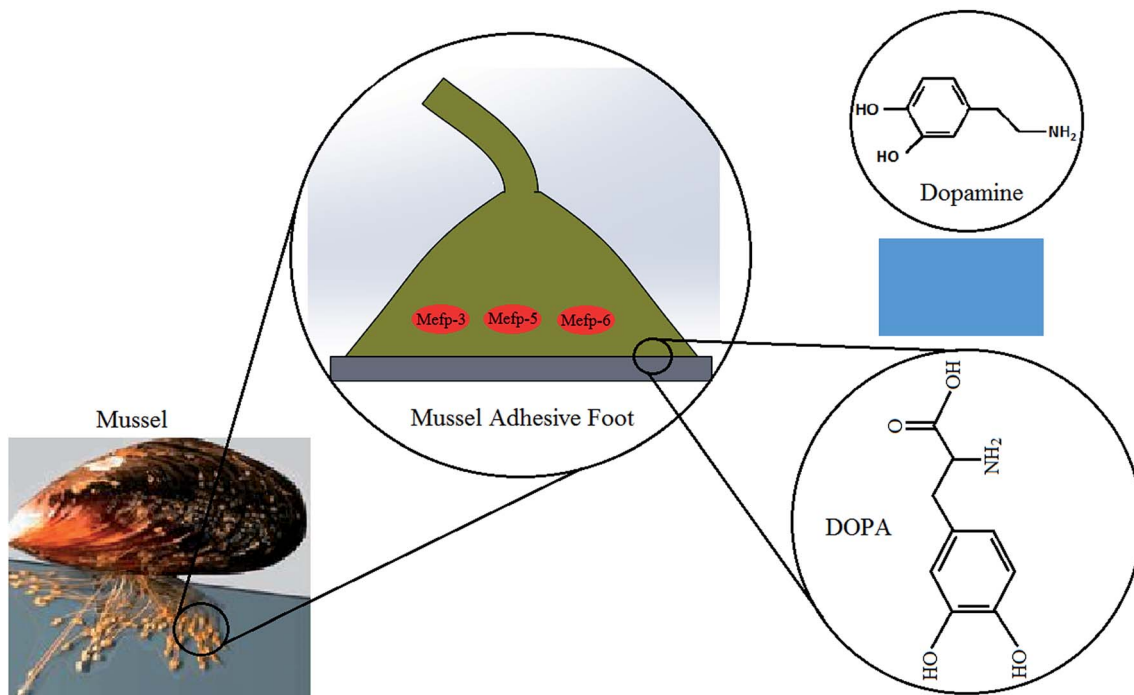 Mussel
Mefp-3
Mefp-5
Mefp-6
Mussel Adhesive Foot
HO
HO
NH2
Dopamine
OH
O
NH2
DOPA
HO
HO